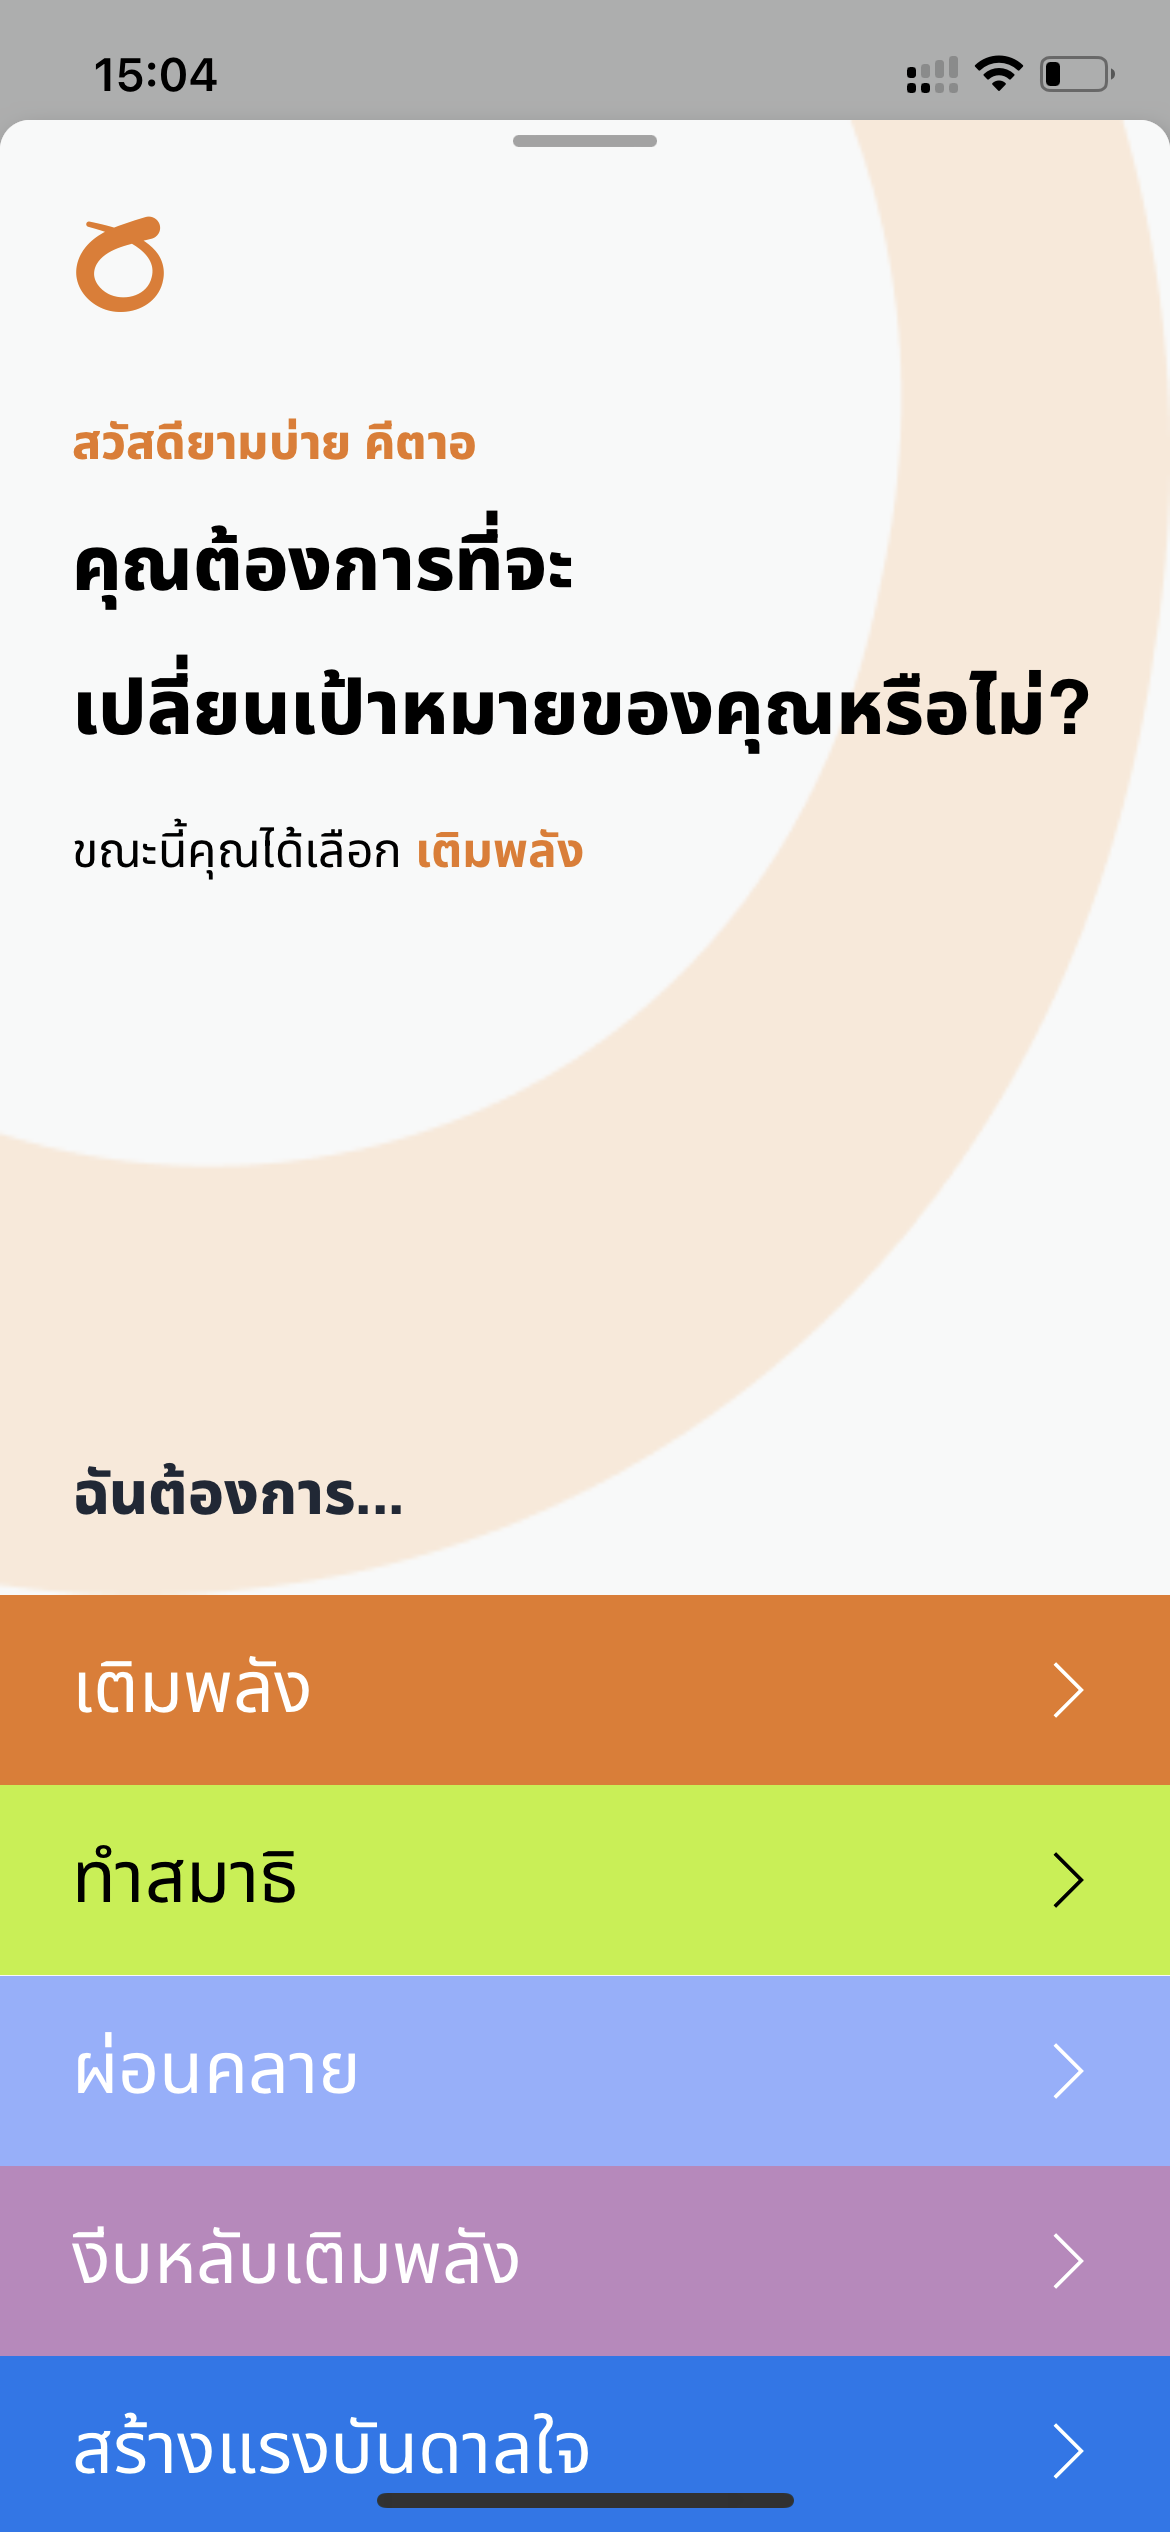 15:04
สวัสดียามบ่าย คีตาอ
คุณต้องการที่จะ
เปลี่ยนเป้าหมายของคุณหรือไม่?
ขณะนี้คุณได้เลือก เติมพลัง
ฉันต้องการ...
เติมพลัง
ทำสมาธิ
ผ่อนคลาย
งีบหลับเติมพลัง
สร้างแรงบันดาลใจ